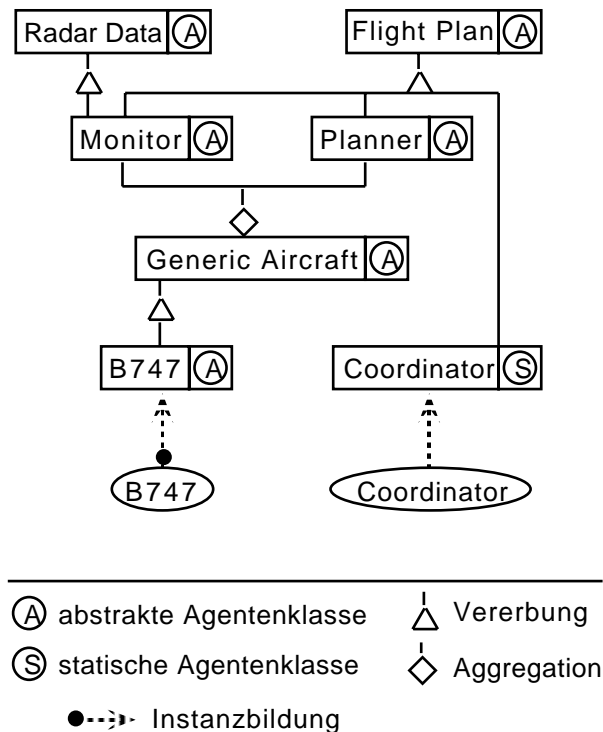 Radar Data A
Flight Plan A
Monitor A
Planner A
Generic Aircraft A
B747 A
Coordinator S
B747
Coordinator
A abstrakte Agentenklasse
Vererbung
S statische Agentenklasse
Aggregation
Instanzbildung